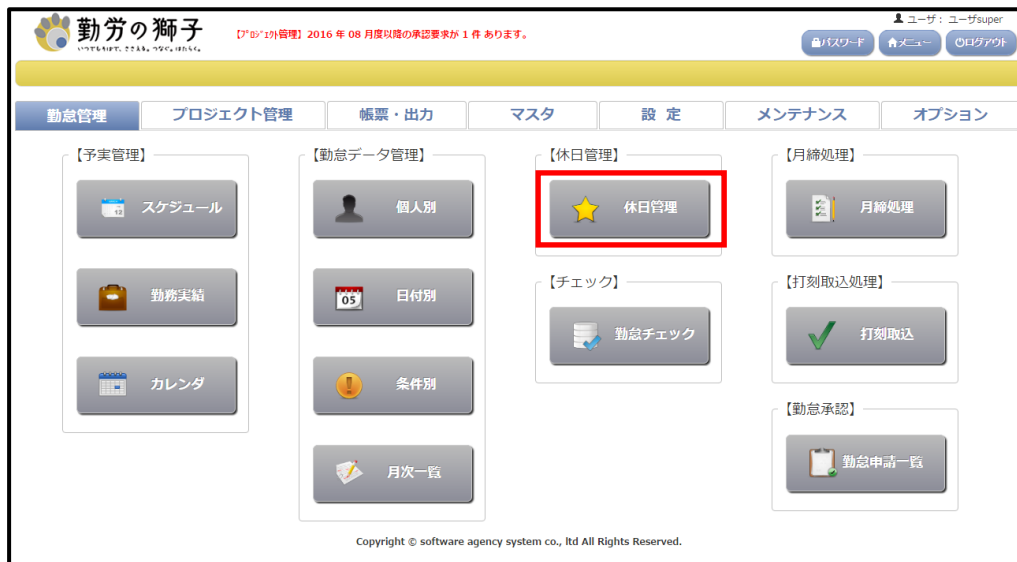 勤労の獅子
いつでもLIFE、ささえる。つなぐ。はたらく。
【ﾌﾟﾛｼﾞｪｸﾄ管理】2016 年 08 月度以降の承認要求が 1 件 あります。
ユーザ： ユーザsuper
パスワード
メニュー
ログアウト
勤怠管理
プロジェクト管理
帳票・出力
マスタ
設 定
メンテナンス
オプション
【予実管理】
12
スケジュール
勤務実績
カレンダ
【勤怠データ管理】
個人別
05
日付別
条件別
月次一覧
【休日管理】
休日管理
【チェック】
勤怠チェック
【月締処理】
月締処理
【打刻取込処理】
打刻取込
【勤怠承認】
勤怠申請一覧
Copyright © software agency system co., ltd All Rights Reserved.